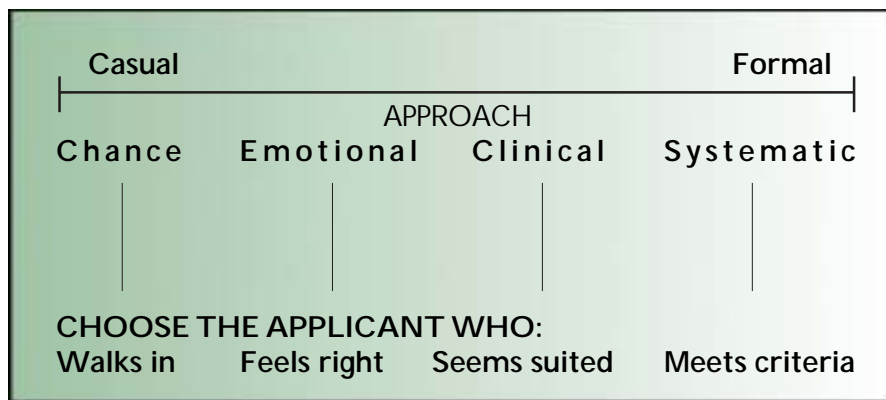 Casual Formal
APPROACH
Chance Emotional Clinical Systematic
CHOOSE THE APPLICANT WHO:
Walks in Feels right Seems suited Meets criteria